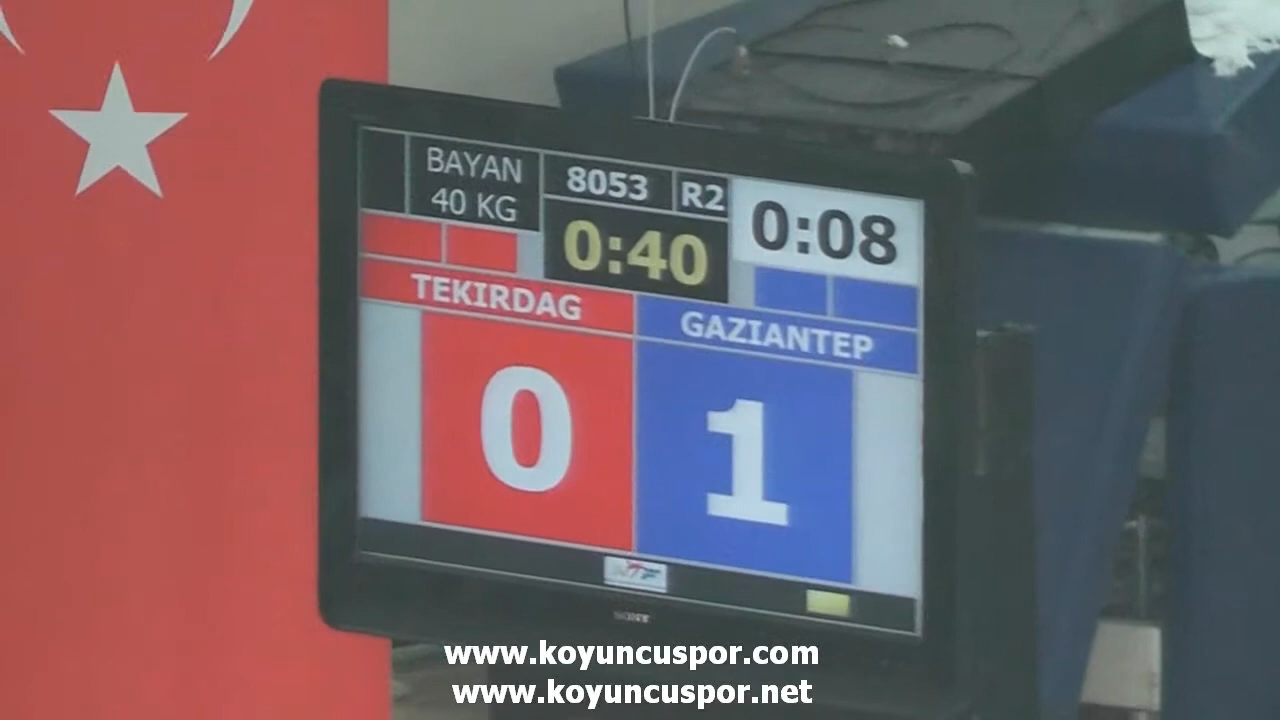 BAYAN
40 KG
8053
R2
0:08
0:40
TEKIRDAG
GAZIANTEP
0
1
SONY
www.koyuncuspor.com
www.koyuncuspor.net